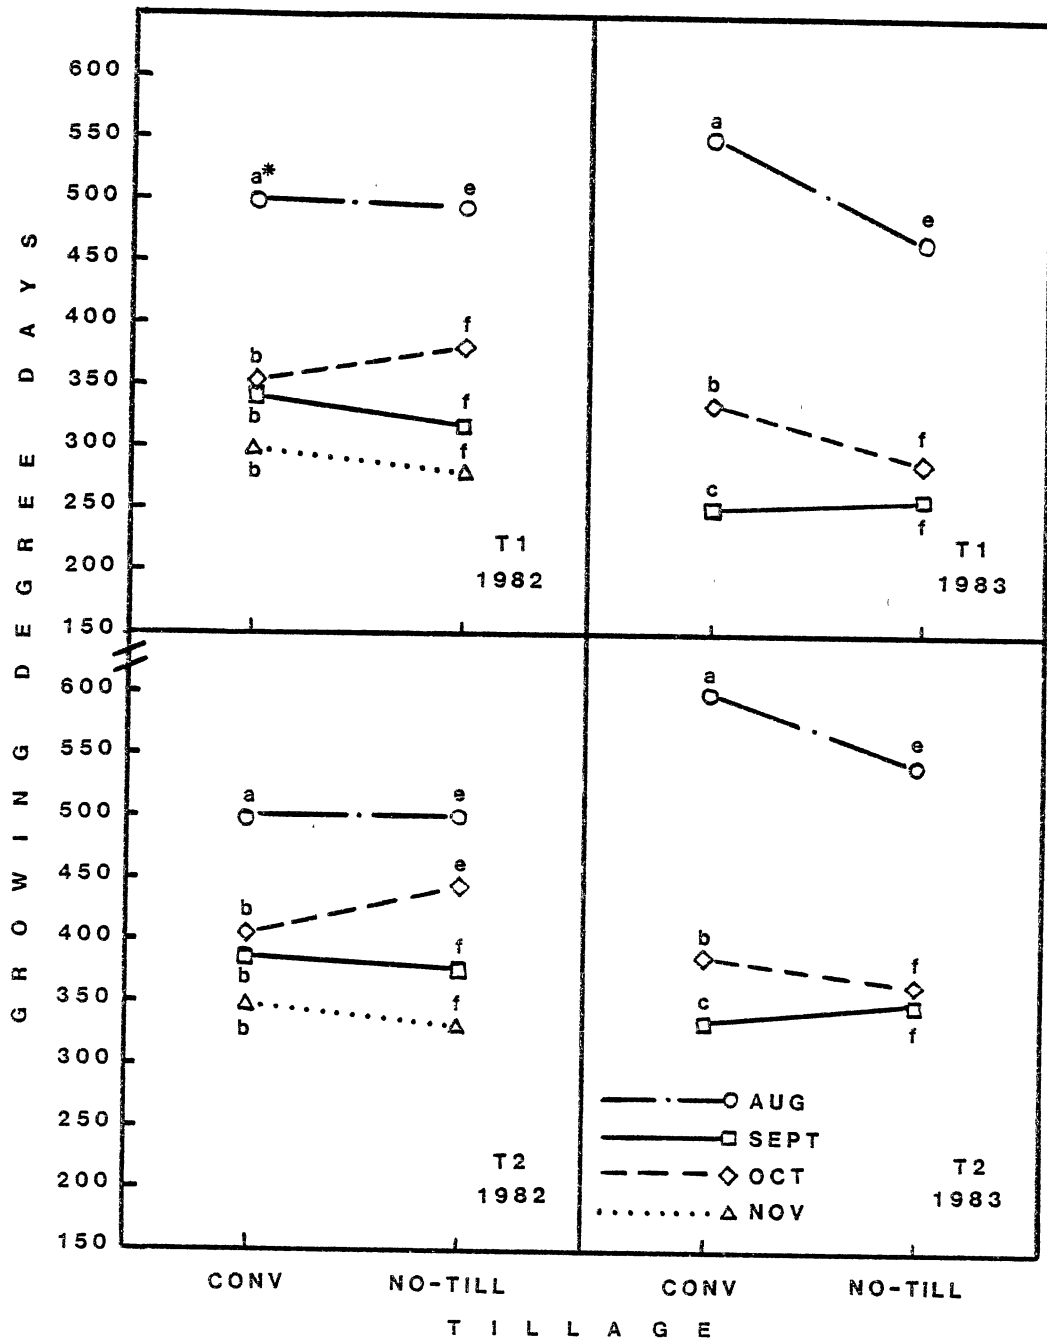 GROWING DEGREE DAYS
600
550
500
450
400
350
300
250
200
150
a*
e
b
f
b
f
b
f
T1
1982
a
e
b
f
c
f
T1
1983
600
550
500
450
400
350
300
250
200
150
a
e
b
e
b
f
b
f
T2
1982
a
e
b
f
c
f
AUG
SEPT
OCT
NOV
T2
1983
CONV NO-TILL CONV NO-TILL
TILLAGE